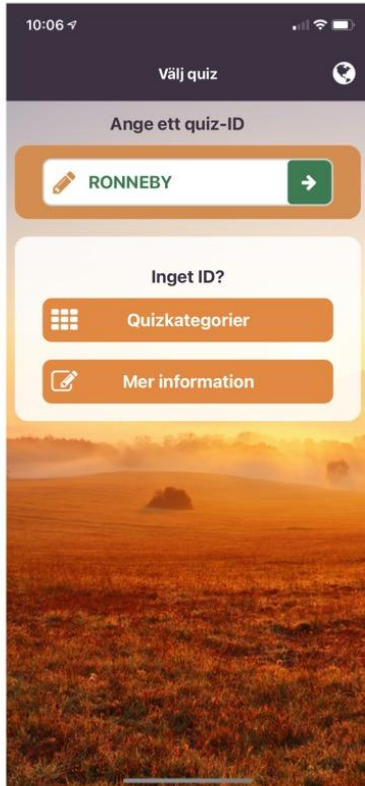 10:06
Välj quiz
Ange ett quiz-ID
RONNEBY
Inget ID?
Quizkategorier
Mer information